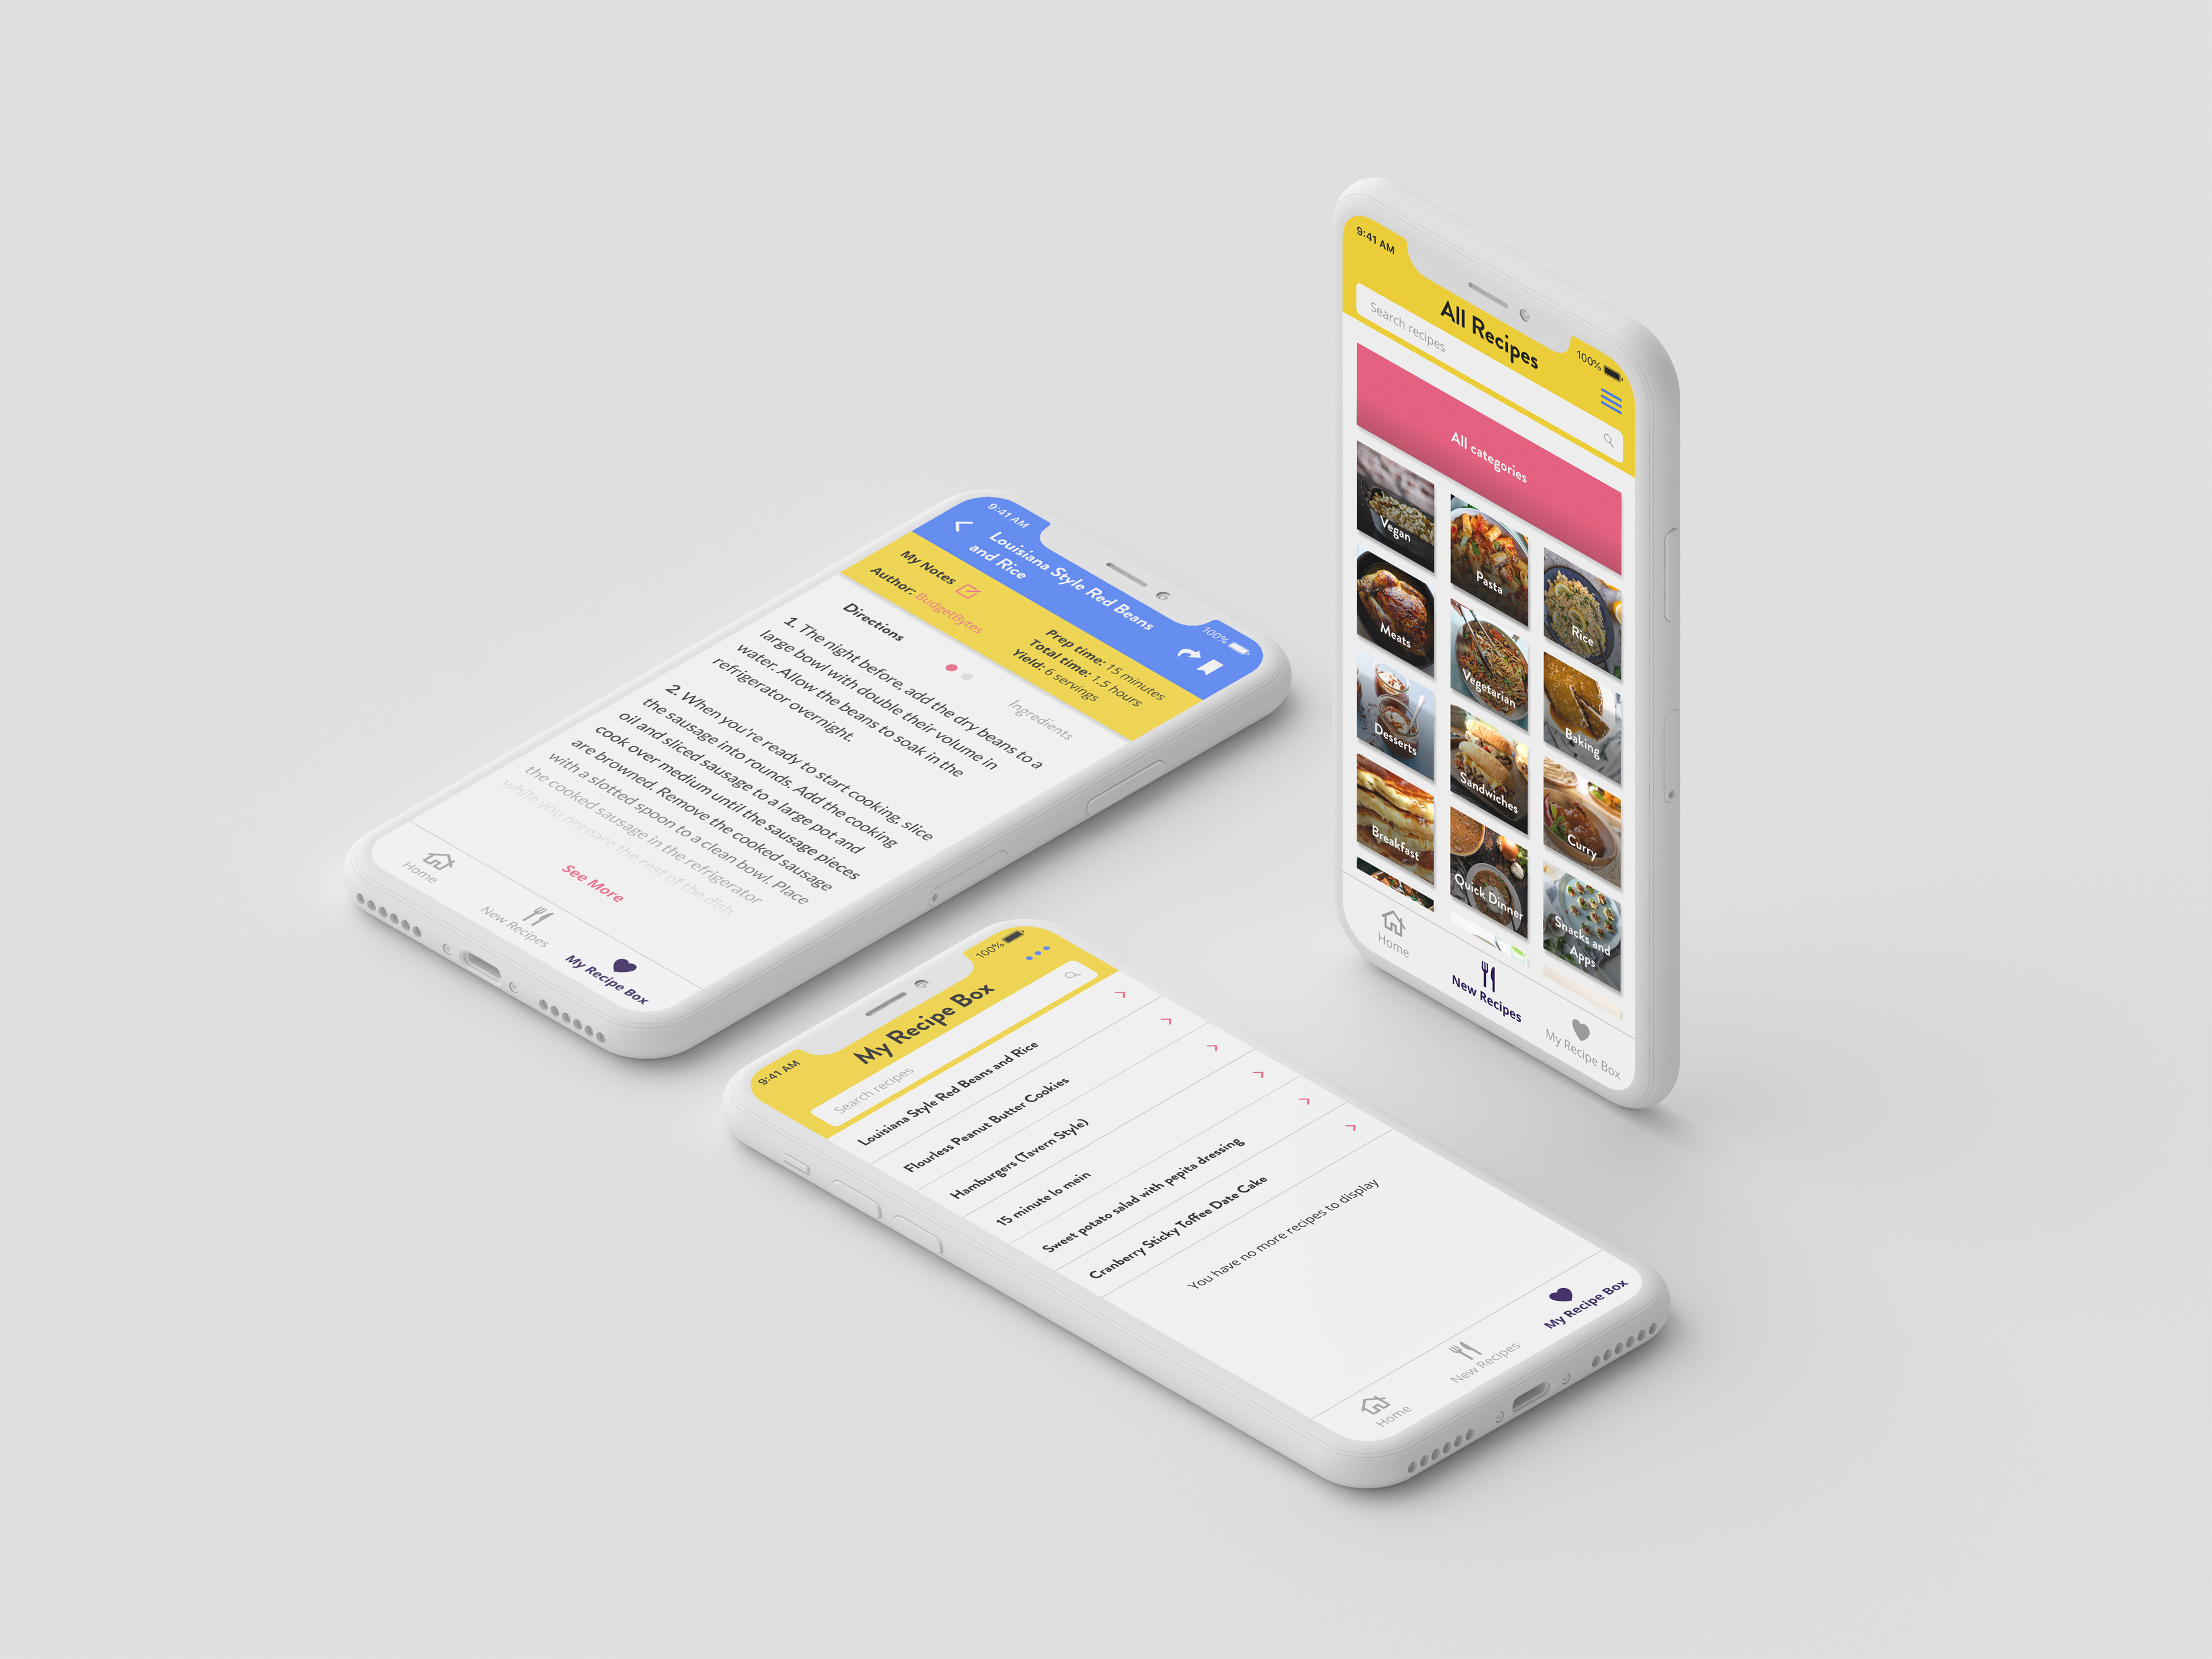 9:41 AM
100%
Louisiana Style Red Beans
and Rice
My Notes
Author: BudgetBytes
Prep time: 15 minutes
Total time: 1.5 hours
Yield: 6 servings
Directions
Ingredients
1. The night before, add the dry beans to a
large bowl with double their volume in
water. Allow the beans to soak in the
refrigerator overnight.
2. When you're ready to start cooking, slice
the sausage into rounds. Add the cooking
oil and sliced sausage to a large pot and
cook over medium until the sausage pieces
are browned. Remove the cooked sausage
with a slotted spoon to a clean bowl. Place
the cooked sausage in the refrigerator
while you prepare the rest of the dish.
See More
Home
New Recipes
My Recipe Box
9:41 AM
100%
All Recipes
Search recipes
All categories
Vegan
Pasta
Rice
Meats
Vegetarian
Baking
Desserts
Sandwiches
Curry
Breakfast
Quick Dinner
Snacks and
Apps
Home
New Recipes
My Recipe Box
9:41 AM
100%
My Recipe Box
Search recipes
Louisiana Style Red Beans and Rice
Flourless Peanut Butter Cookies
Hamburgers (Tavern Style)
15 minute lo mein
Sweet potato salad with pepita dressing
Cranberry Sticky Toffee Date Cake
You have no more recipes to display
Home
New Recipes
My Recipe Box